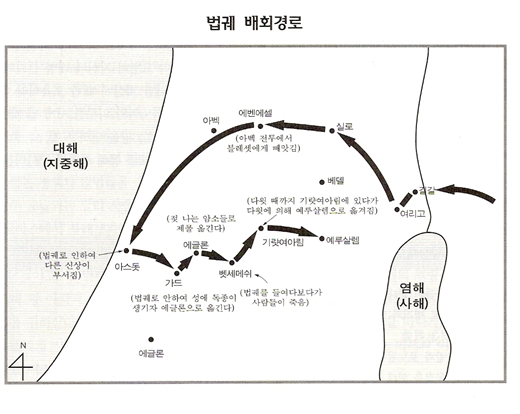 법궤 배회경로
대해
(지중해)
아벡
에벤에셀
(아벡 전투에서
블레셋에게 빼앗김)
실로
베델
길갈
여리고
(다윗 때까지 기럇여아림에 있다가
다윗에 의해 예루살렘으로 옮겨짐)
(젖 나는 암소들로
제물 옮긴다)
에글론
기럇여아림
예루살렘
(법궤로 인하여
다른 신상이
부서짐)
아스돗
가드
벳세메쉬
(법궤로 인하여 성에 독종이
생기자 에글론으로 옮긴다)
(법궤를 들여다보다가
사람들이 죽음)
염해
(사해)
에글론
N